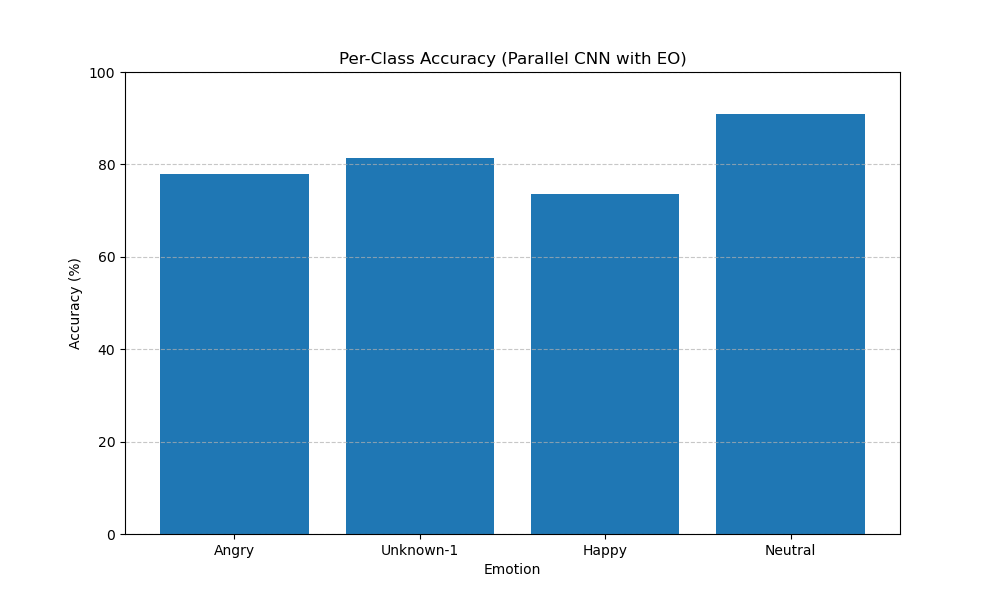 Per-Class Accuracy (Parallel CNN with EO)
100
80
60
40
20
0
Accuracy (%)
Angry Unknown-1 Happy Neutral
Emotion